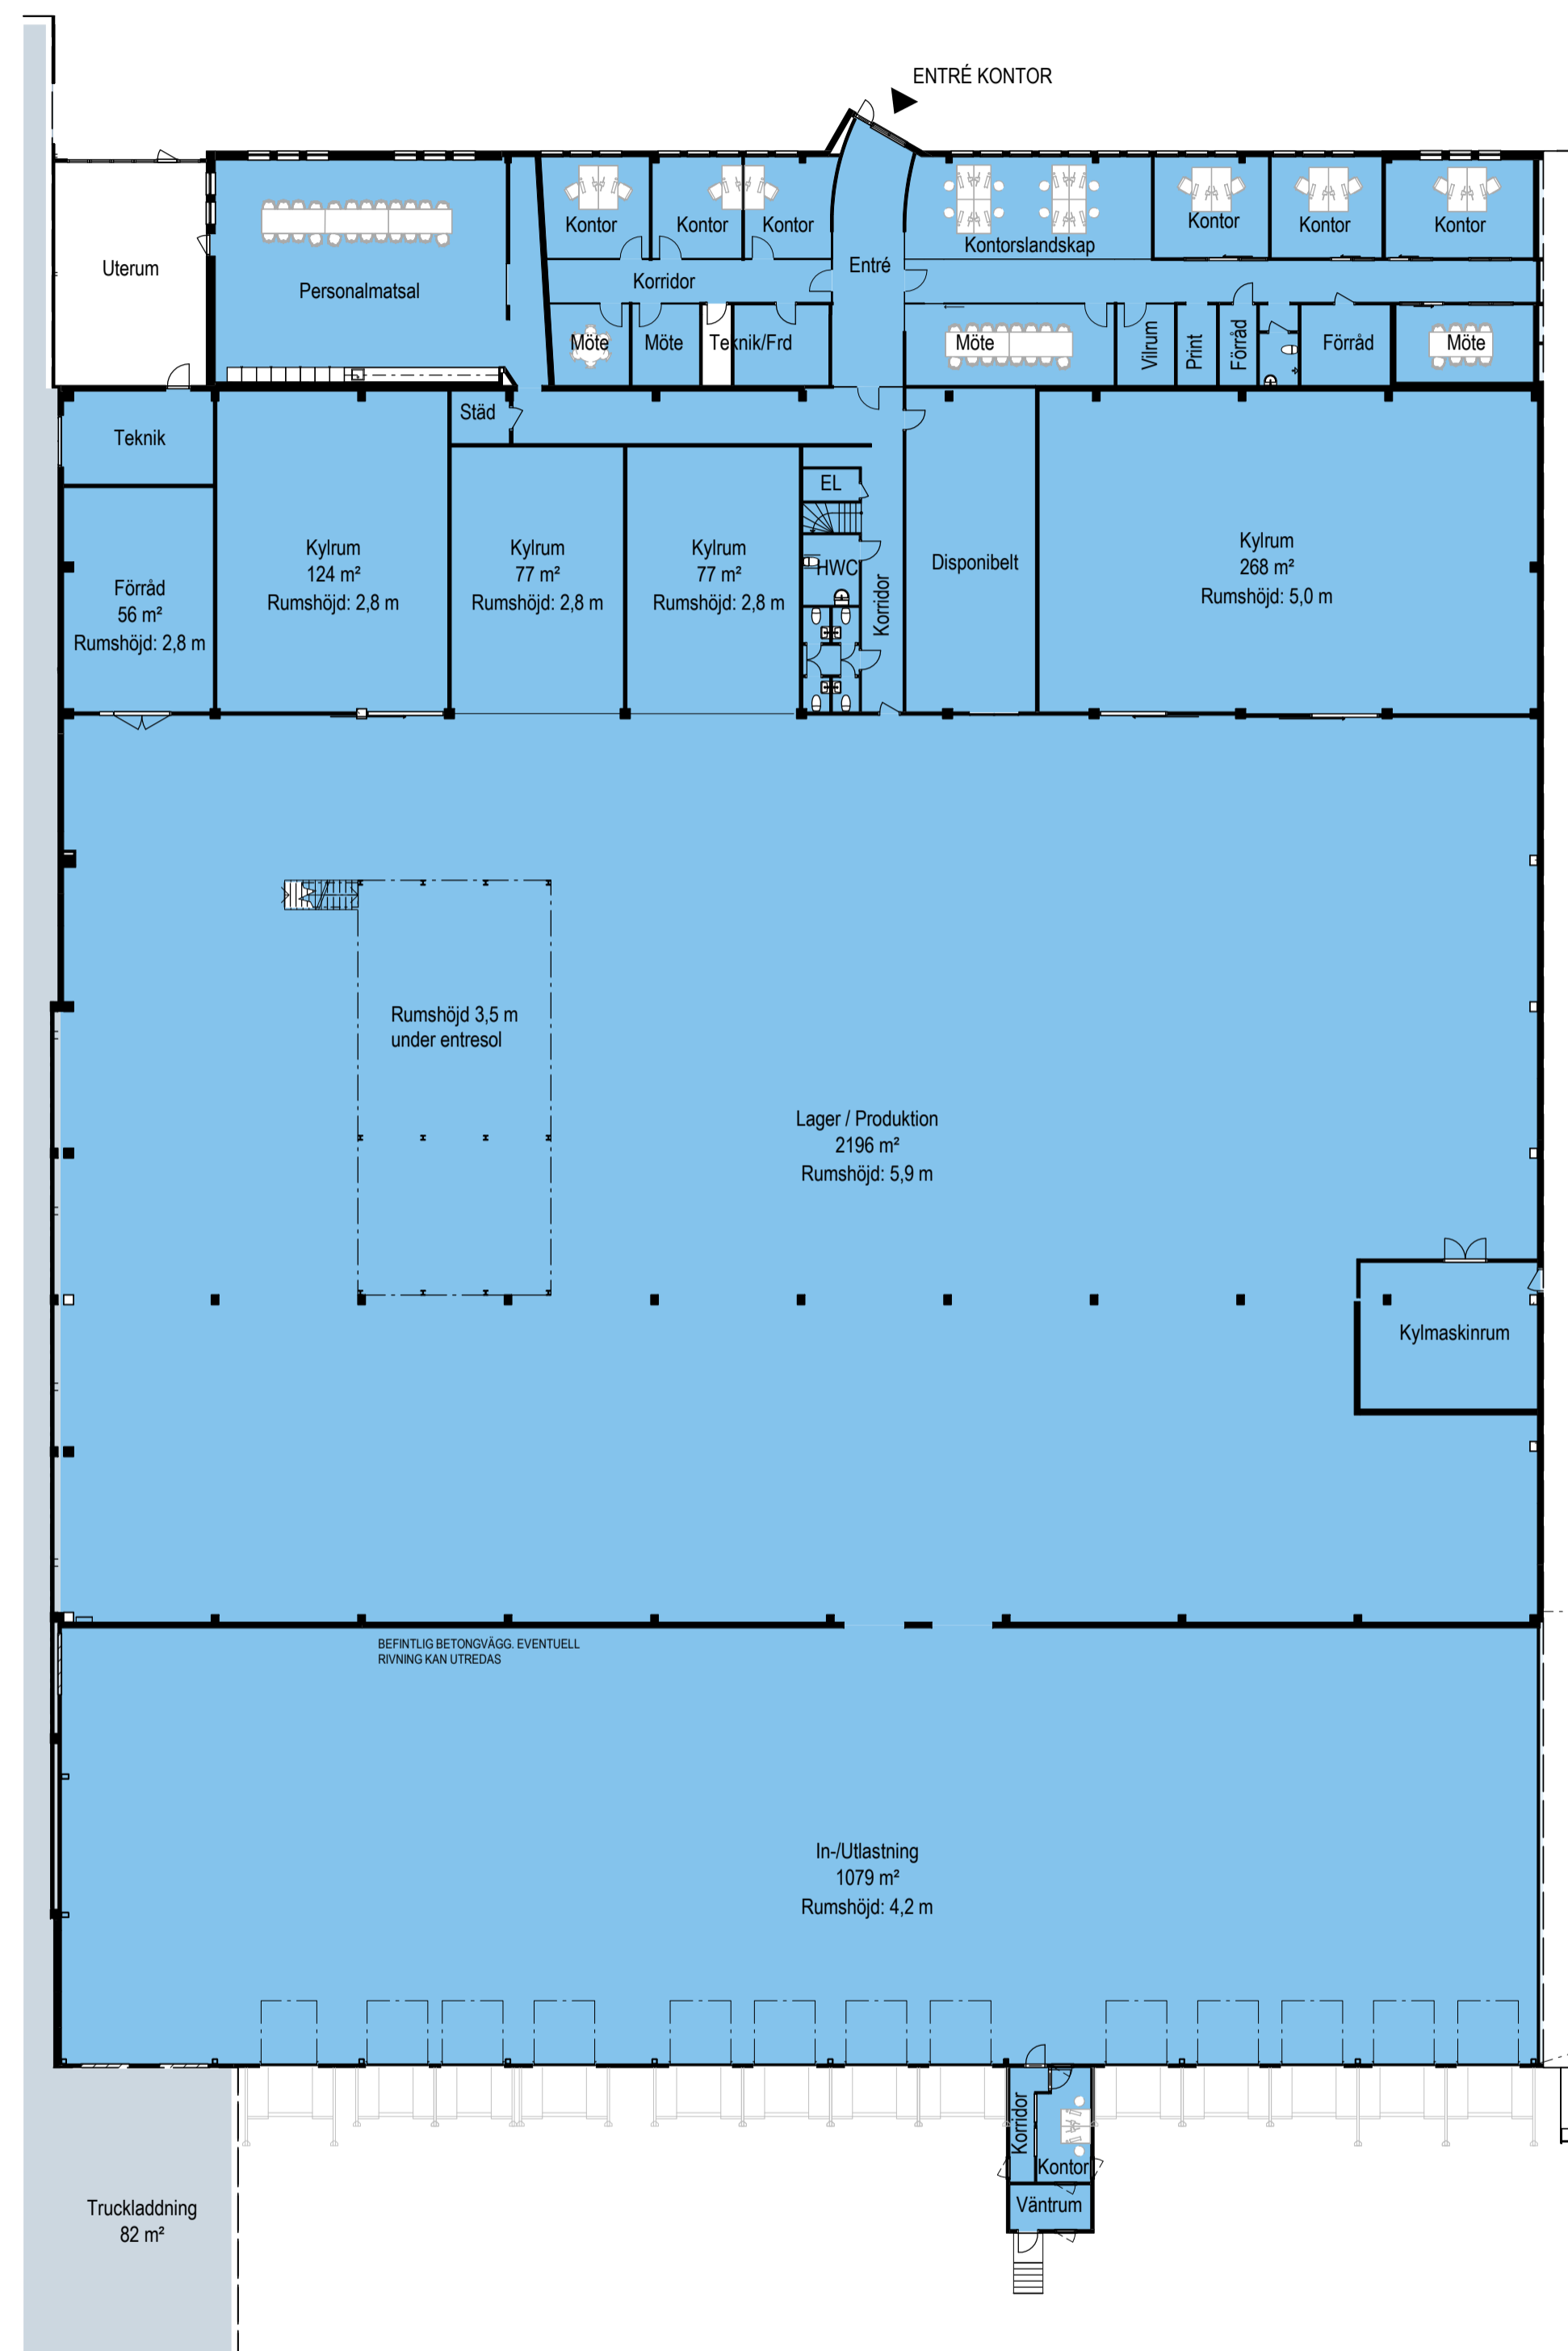 ENTRÉ KONTOR
Kontor
Kontor
Kontor
Kontorslandskap
Kontor
Kontor
Kontor
Uterum
Personalmatsal
Korridor
Entré
Möte
Möte
Teknik/Frd
Möte
Vilrum
Print
Förråd
Förråd
Möte
Städ
Teknik
EL
Kylrum
124 m²
Rumshöjd: 2,8 m
Kylrum
77 m²
Rumshöjd: 2,8 m
Kylrum
77 m²
Rumshöjd: 2,8 m
HWC
Korridor
Disponibelt
Kylrum
268 m²
Rumshöjd: 5,0 m
Förråd
56 m²
Rumshöjd: 2,8 m
Rumshöjd 3,5 m
under entresol
Lager / Produktion
2196 m²
Rumshöjd: 5,9 m
Kylmaskinrum
BEFINTLIG BETONGVÄGG. EVENTUELL
RIVNING KAN UTREDAS
In-/Utlastning
1079 m²
Rumshöjd: 4,2 m
Korridor
Kontor
Väntrum
Truckladdning
82 m²